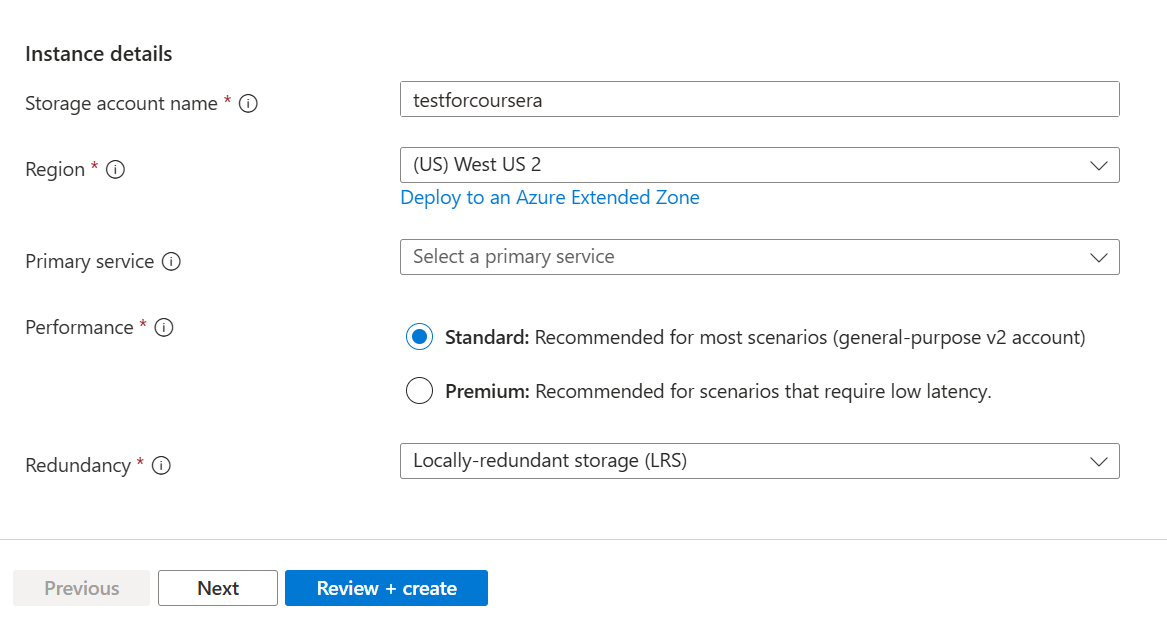 Instance details
Storage account name *
testforcoursera
Region *
(US) West US 2
Deploy to an Azure Extended Zone
Primary service
Select a primary service
Performance *
Standard: Recommended for most scenarios (general-purpose v2 account)
Premium: Recommended for scenarios that require low latency.
Redundancy *
Locally-redundant storage (LRS)
Previous
Next
Review + create